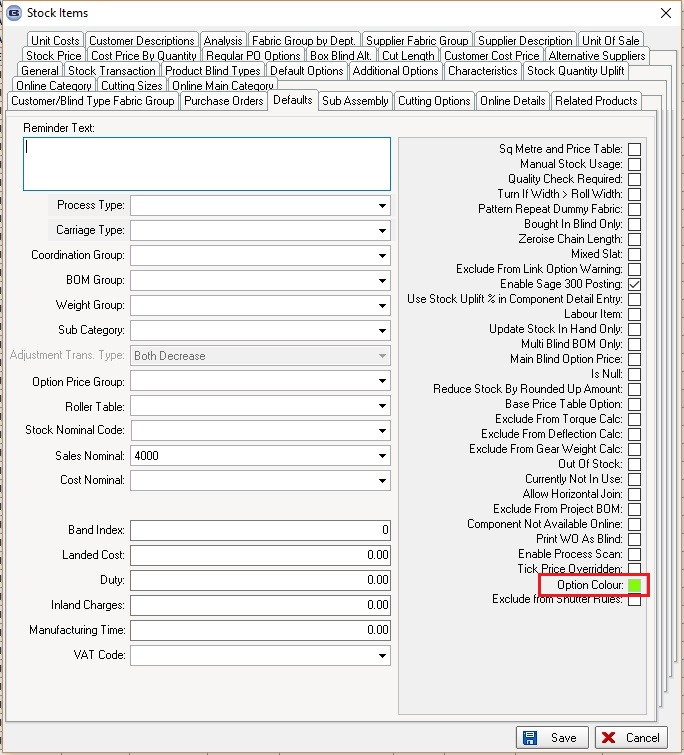 Stock Items
Unit Costs Customer Descriptions Analysis Fabric Group by Dept. Supplier Fabric Group Supplier Description Unit Of Sale
Stock Price Cost Price By Quantity Regular PO Options Box Blind Alt. Cut Length Customer Cost Price Alternative Suppliers
General Stock Transaction Product Blind Types Default Options Additional Options Characteristics Stock Quantity Uplift
Online Category Cutting Sizes Online Main Category
Customer/Blind Type Fabric Group Purchase Orders Defaults Sub Assembly Cutting Options Online Details Related Products
Reminder Text:
Process Type:
Carriage Type:
Coordination Group:
BOM Group:
Weight Group:
Sub Category:
Adjustment Trans. Type: Both Decrease
Option Price Group:
Roller Table:
Stock Nominal Code:
Sales Nominal: 4000
Cost Nominal:
Band Index: 0
Landed Cost: 0.00
Duty: 0.00
Inland Charges: 0.00
Manufacturing Time: 0.00
VAT Code:
Sq Metre and Price Table:
Manual Stock Usage:
Quality Check Required:
Turn If Width > Roll Width:
Pattern Repeat Dummy Fabric:
Bought In Blind Only:
Zeroise Chain Length:
Mixed Slat:
Exclude From Link Option Warning:
Enable Sage 300 Posting:
Use Stock Uplift % in Component Detail Entry:
Labour Item:
Update Stock In Hand Only:
Multi Blind BOM Only:
Main Blind Option Price:
Is Null:
Reduce Stock By Rounded Up Amount:
Base Price Table Option:
Exclude From Torque Calc:
Exclude From Deflection Calc:
Exclude From Gear Weight Calc:
Out Of Stock:
Currently Not In Use:
Allow Horizontal Join:
Exclude From Project BOM:
Component Not Available Online:
Print WO As Blind:
Enable Process Scan:
Tick Price Overridden:
Option Colour:
Exclude from Shutter Rules:
Save Cancel